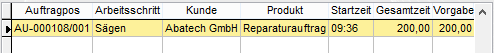 Auftragpos Arbeitsschritt Kunde Produkt Startzeit Gesamtzeit Vorgabe
AU-000108/001 Sägen Abatech GmbH Reparaturauftrag 09:36 200,00 200,00